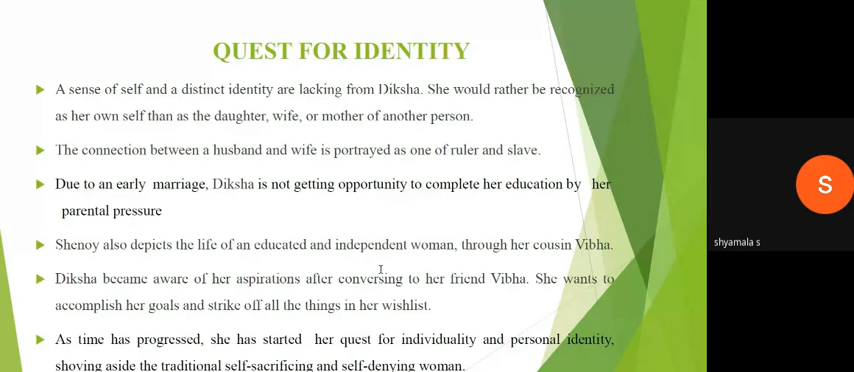 QUEST FOR IDENTITY
A sense of self and a distinct identity are lacking from Diksha. She would rather be recognized
as her own self than as the daughter, wife, or mother of another person.
The connection between a husband and wife is portrayed as one of ruler and slave.
Due to an early marriage, Diksha is not getting opportunity to complete her education by her
parental pressure
Shenoy also depicts the life of an educated and independent woman, through her cousin Vibha.
Diksha became aware of her aspirations after conversing to her friend Vibha. She wants to
accomplish her goals and strike off all the things in her wishlist.
As time has progressed, she has started her quest for individuality and personal identity,
shoving aside the traditional self-sacrificing and self-denying woman.
S
shyamala s